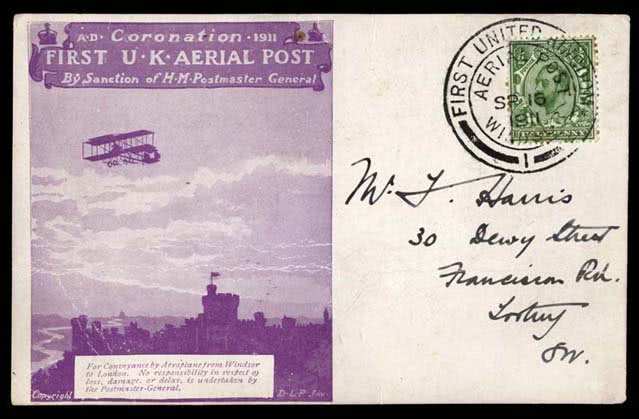 A·D· Coronation ·1911
FIRST U·K·AERIAL POST
By Sanction of H·M·Postmaster General
For Conveyance by Aeroplane from Windsor
to London. No responsibility in respect of
loss, damage, or delay, is undertaken by
the Postmaster-General.
Copyright
D·L·P·Inv·
FIRST UNITED
AERIAL POST
SP 16
1911
1
Mr T. Harris
30 Dewy Street
Franciscan Rd.
Tooting
SW.